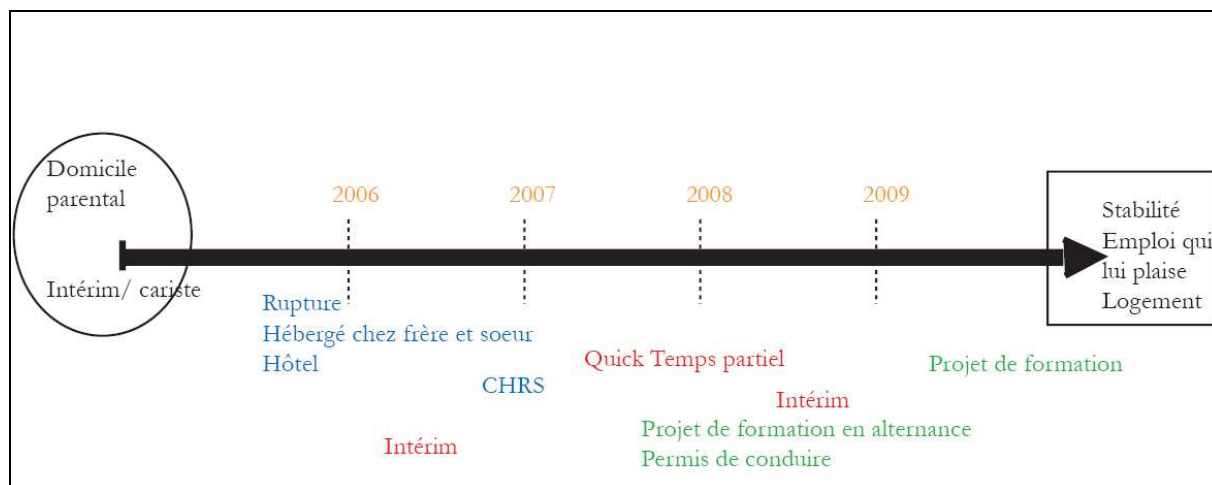 Domicile
parental
Intérim/ cariste
2006
2007
2008
2009
Stabilité
Emploi qui
lui plaise
Logement
Rupture
Hébergé chez frère et soeur
Hôtel
CHRS
Intérim
Quick Temps partiel
Intérim
Projet de formation en alternance
Permis de conduire
Projet de formation